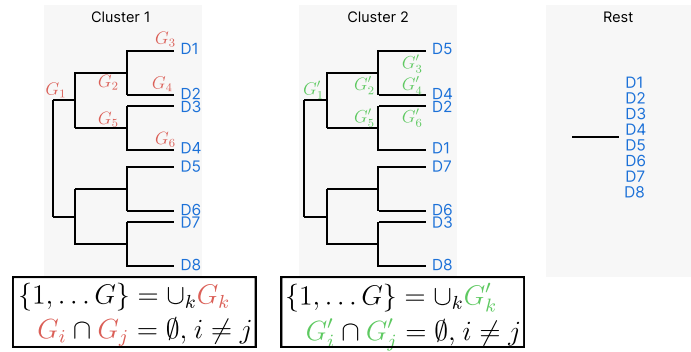 Cluster 1
G₃
D1
G₁
G₂
G₄
D2
D3
G₅
G₆
D4
D5
D6
D7
D8
{1, … G} = ∪ₖGₖ
Gᵢ ∩ Gⱼ = ∅, i ≠ j
Cluster 2
D5
G′₃
G′₁
G′₂
G′₄
D4
D2
G′₅
G′₆
D1
D7
D6
D3
D8
{1, … G} = ∪ₖG′ₖ
G′ᵢ ∩ G′ⱼ = ∅, i ≠ j
Rest
D1
D2
D3
D4
D5
D6
D7
D8